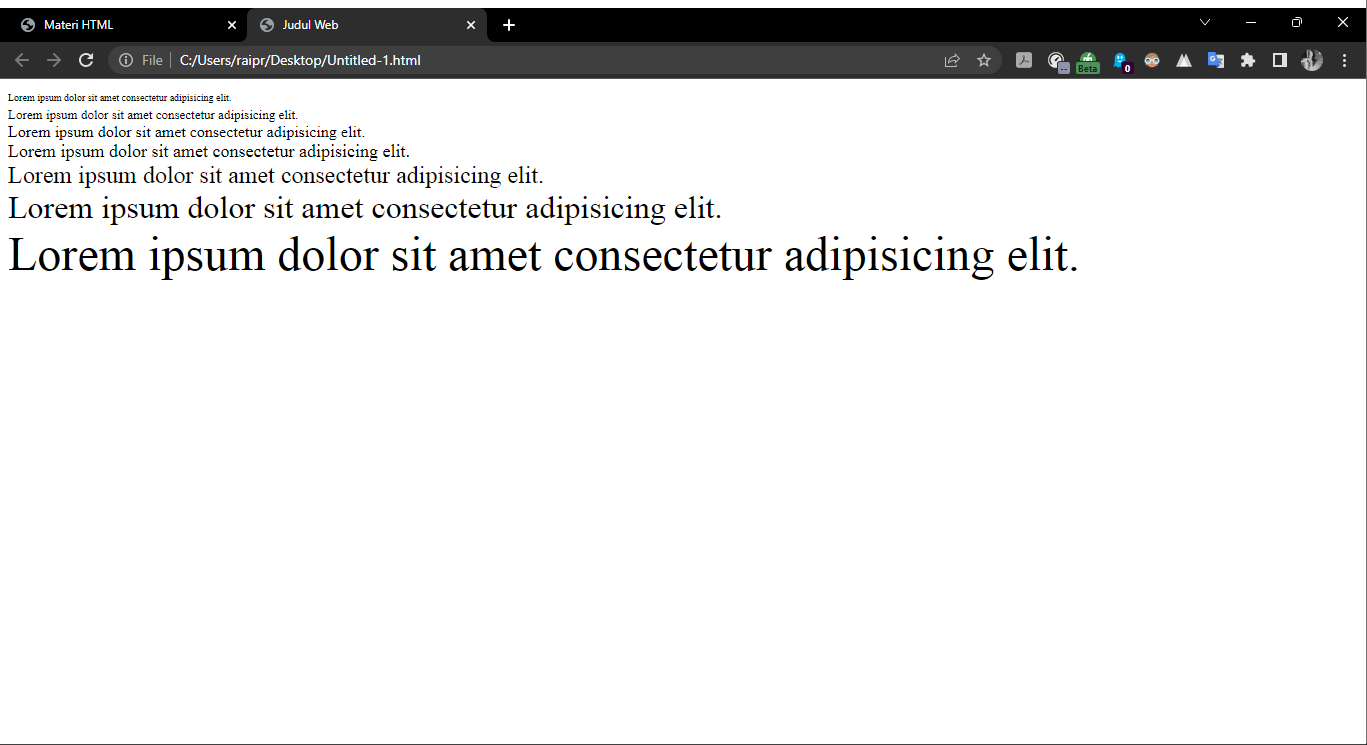 Materi HTML
Judul Web
File
C:/Users/raipr/Desktop/Untitled-1.html
Beta
0
Lorem ipsum dolor sit amet consectetur adipisicing elit.
Lorem ipsum dolor sit amet consectetur adipisicing elit.
Lorem ipsum dolor sit amet consectetur adipisicing elit.
Lorem ipsum dolor sit amet consectetur adipisicing elit.
Lorem ipsum dolor sit amet consectetur adipisicing elit.
Lorem ipsum dolor sit amet consectetur adipisicing elit.
Lorem ipsum dolor sit amet consectetur adipisicing elit.